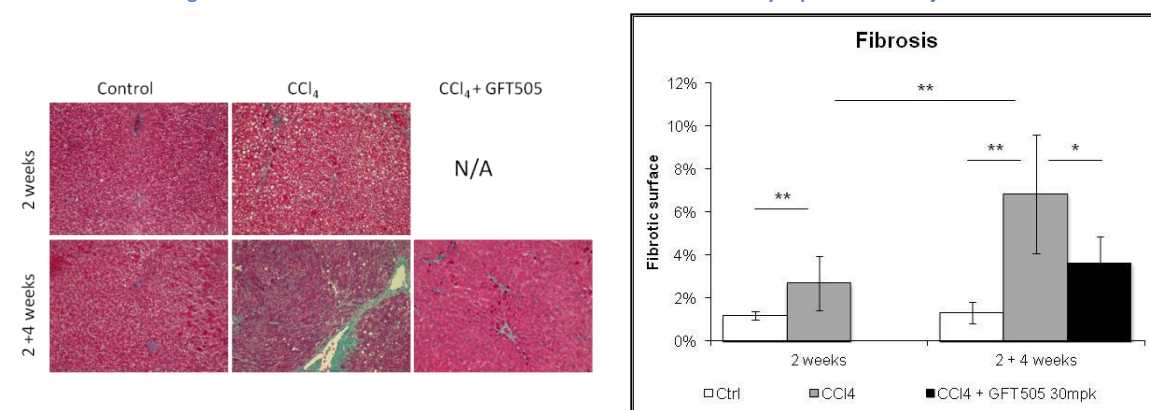 Control
CCl₄
CCl₄ + GFT505
2 weeks
N/A
2 +4 weeks
Fibrosis
Fibrotic surface
12%
10%
8%
6%
4%
2%
0%
**
**
**
*
2 weeks
2 + 4 weeks
Ctrl
CCl4
CCl4 + GFT505 30mpk